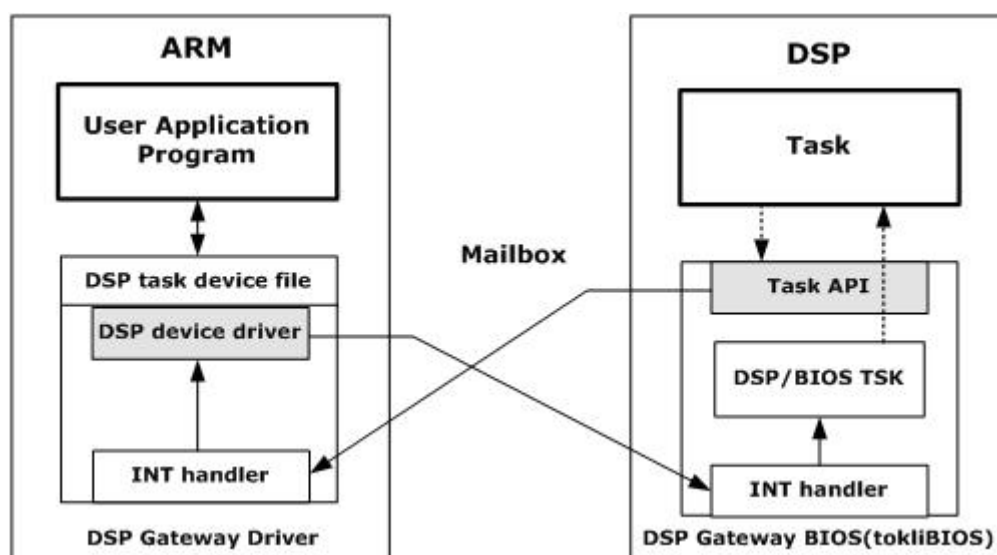 ARM
User Application
Program
DSP task device file
DSP device driver
INT handler
DSP Gateway Driver
Mailbox
DSP
Task
Task API
DSP/BIOS TSK
INT handler
DSP Gateway BIOS(tokliBIOS)